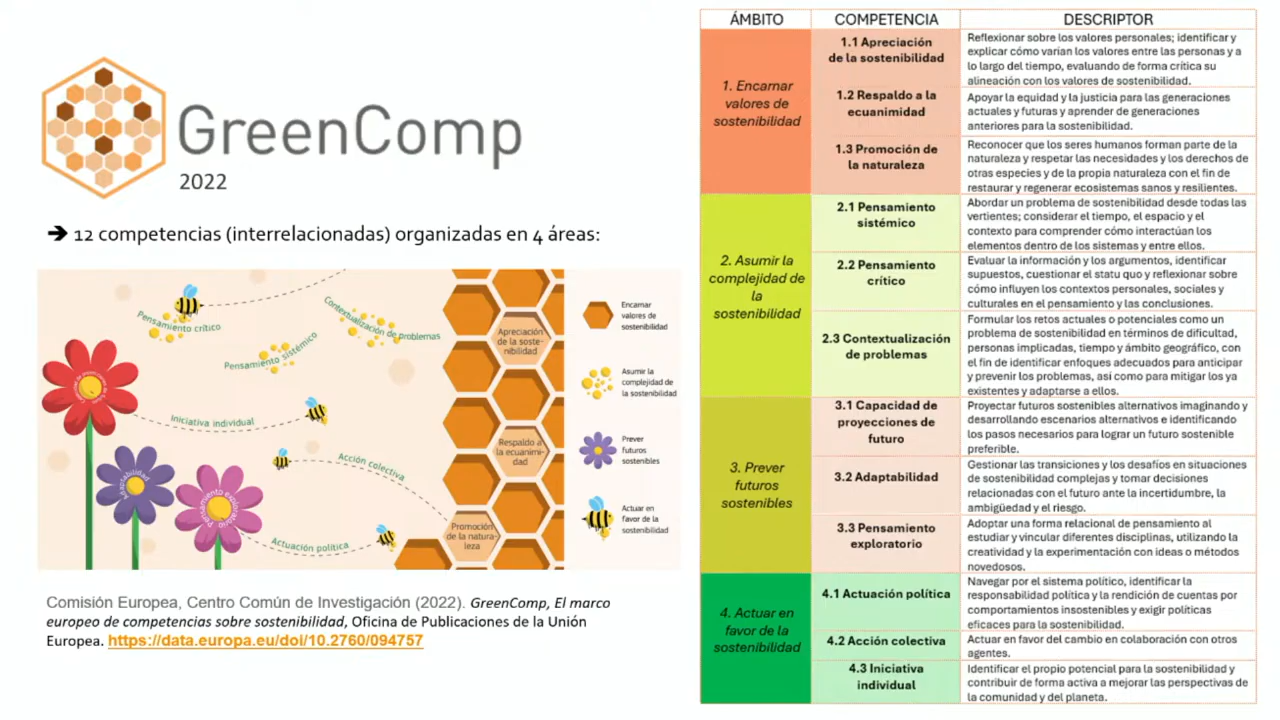 GreenComp
2022
→ 12 competencias (interrelacionadas) organizadas en 4 áreas:
Pensamiento crítico
Pensamiento sistémico
Contextualización de problemas
Iniciativa individual
Acción colectiva
Actuación política
Adaptabilidad
Pensamiento exploratorio
Apreciación
de la soste-
nibilidad
Respaldo a
la ecuanimi-
dad
Promoción
de la natura-
leza
Encarnar
valores de
sostenibilidad
Asumir la
complejidad de
la sostenibilidad
Prever
futuros
sostenibles
Actuar en
favor de la
sostenibilidad
Comisión Europea, Centro Común de Investigación (2022). GreenComp, El marco
europeo de competencias sobre sostenibilidad, Oficina de Publicaciones de la Unión
Europea. https://data.europa.eu/doi/10.2760/094757
ÁMBITO COMPETENCIA DESCRIPTOR
1. Encarnar
valores de
sostenibilidad
1.1 Apreciación
de la sostenibilidad
Reflexionar sobre los valores personales; identificar y
explicar cómo varían los valores entre las personas y a
lo largo del tiempo, evaluando de forma crítica su
alineación con los valores de sostenibilidad.
1.2 Respaldo a la
ecuanimidad
Apoyar la equidad y la justicia para las generaciones
actuales y futuras y aprender de generaciones
anteriores para la sostenibilidad.
1.3 Promoción de
la naturaleza
Reconocer que los seres humanos forman parte de la
naturaleza y respetar las necesidades y los derechos de
otras especies y de la propia naturaleza con el fin de
restaurar y regenerar ecosistemas sanos y resilientes.
2. Asumir la
complejidad de
la
sostenibilidad
2.1 Pensamiento
sistémico
Abordar un problema de sostenibilidad desde todas las
vertientes; considerar el tiempo, el espacio y el
contexto para comprender cómo interactúan los
elementos dentro de los sistemas y entre ellos.
2.2 Pensamiento
crítico
Evaluar la información y los argumentos, identificar
supuestos, cuestionar el statu quo y reflexionar sobre
cómo influyen los contextos personales, sociales y
culturales en el pensamiento y las conclusiones.
2.3 Contextualización
de problemas
Formular los retos actuales o potenciales como un
problema de sostenibilidad en términos de dificultad,
personas implicadas, tiempo y ámbito geográfico, con
el fin de identificar enfoques adecuados para anticipar
y prevenir los problemas, así como para mitigar los ya
existentes y adaptarse a ellos.
3. Prever
futuros
sostenibles
3.1 Capacidad de
proyecciones de
futuro
Proyectar futuros sostenibles alternativos imaginando y
desarrollando escenarios alternativos e identificando
los pasos necesarios para lograr un futuro sostenible
preferible.
3.2 Adaptabilidad
Gestionar las transiciones y los desafíos en situaciones
de sostenibilidad complejas y tomar decisiones
relacionadas con el futuro ante la incertidumbre, la
ambigüedad y el riesgo.
3.3 Pensamiento
exploratorio
Adoptar una forma relacional de pensamiento al
estudiar y vincular diferentes disciplinas, utilizando la
creatividad y la experimentación con ideas o métodos
novedosos.
4. Actuar en
favor de la
sostenibilidad
4.1 Actuación política
Navegar por el sistema político, identificar la
responsabilidad política y la rendición de cuentas por
comportamientos insostenibles y exigir políticas
eficaces para la sostenibilidad.
4.2 Acción colectiva
Actuar en favor del cambio en colaboración con otros
agentes.
4.3 Iniciativa
individual
Identificar el propio potencial para la sostenibilidad y
contribuir de forma activa a mejorar las perspectivas de
la comunidad y del planeta.